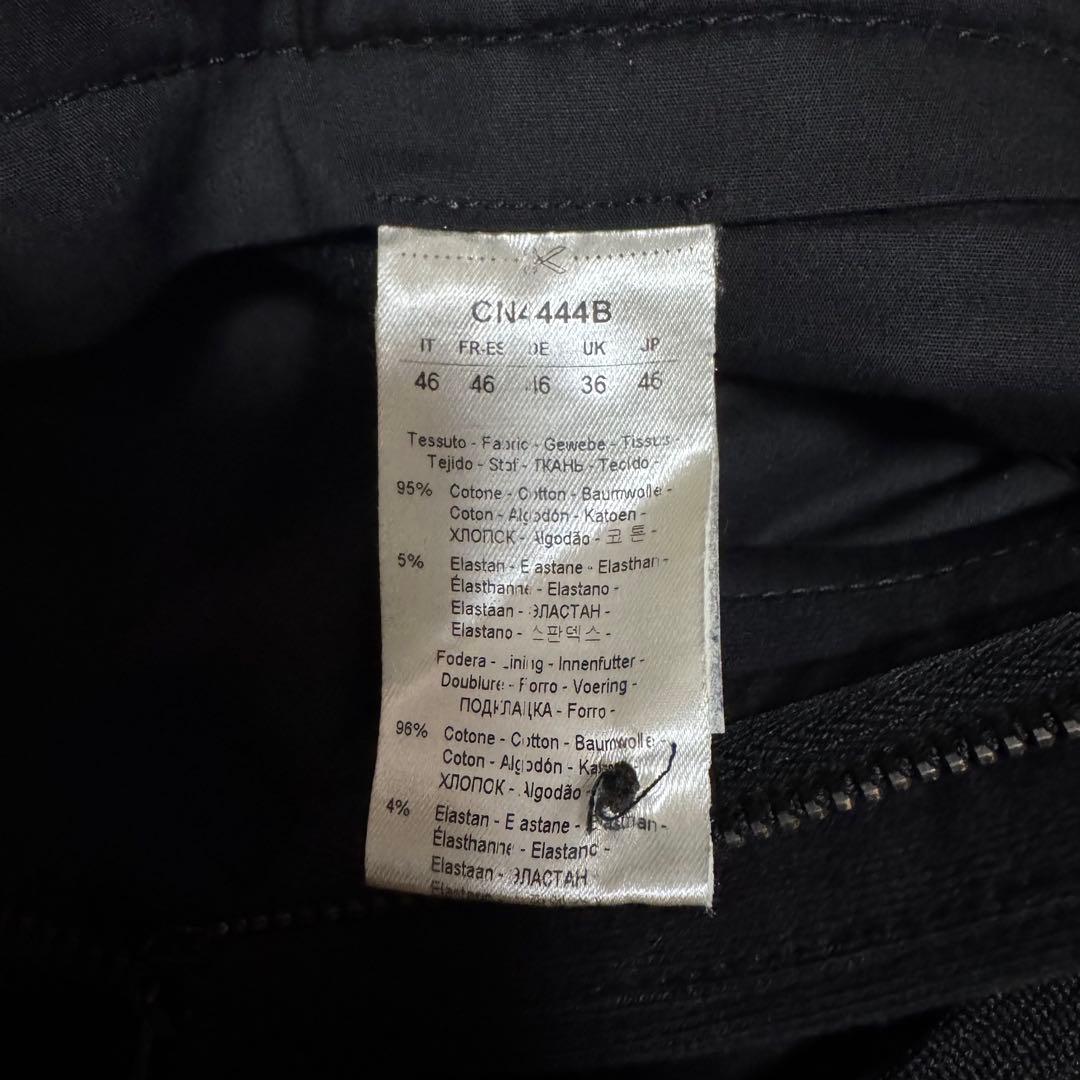 CN4444B
IT FR-ES DE UK JP
46 46 46 36 46
Tessuto - Fabric - Gewebe - Tissus -
Tejido - Stof - ТКАНЬ - Tecido -
95% Cotone - Cotton - Baumwolle -
Coton - Algodón - Katoen -
ХЛОПОК - Algodão - 코튼 -
5% Elastan - Elastane - Elasthan -
Élasthanne - Elastano -
Elastaan - ЭЛАСТАН -
Elastano - 스판덱스 -
Fodera - Lining - Innenfutter -
Doublure - Forro - Voering -
ПОДКЛАДКА - Forro -
96% Cotone - Cotton - Baumwolle -
Coton - Algodón -
ХЛОПОК - Algodão -
4% Elastan - Elastane - Elasthan -
Élasthanne - Elastano -
Elastaan - ЭЛАСТАН
Elastano